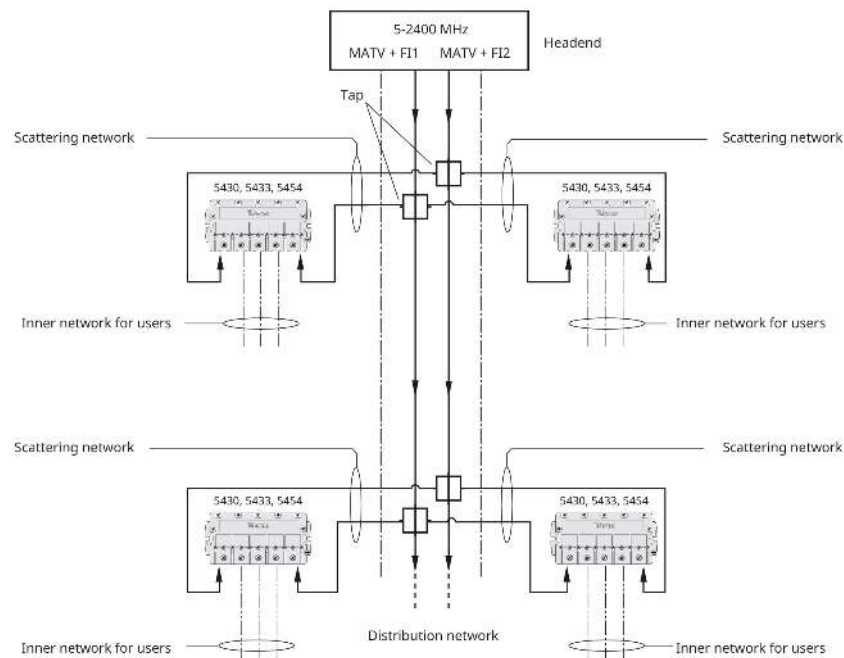 5-2400 MHz
MATV + FI1 MATV + FI2
Headend
Tap
Scattering network
Scattering network
5430, 5433, 5454
5430, 5433, 5454
Inner network for users
Inner network for users
Scattering network
Scattering network
5430, 5433, 5454
5430, 5433, 5454
Distribution network
Inner network for users
Inner network for users